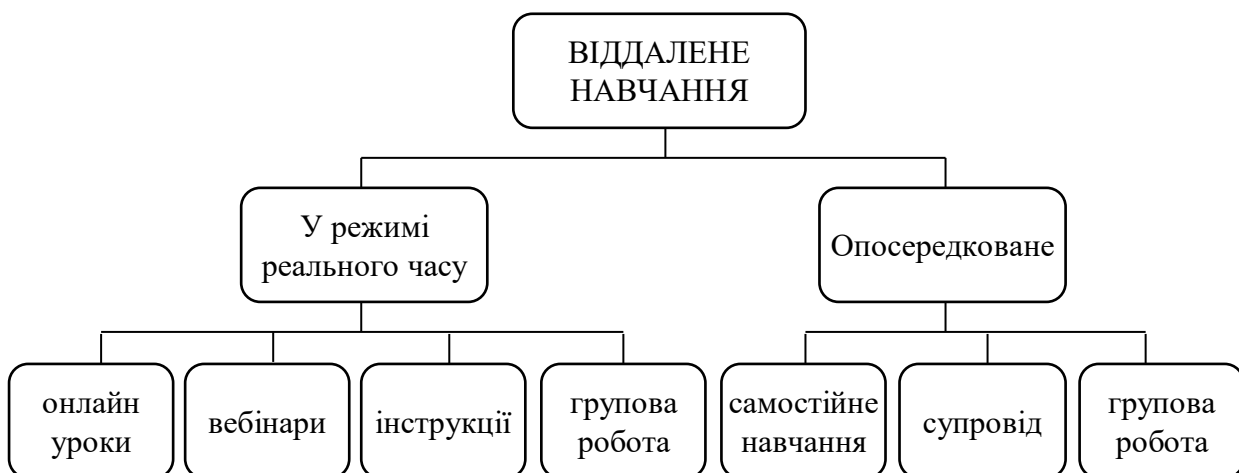 ВІДДАЛЕНЕ
НАВЧАННЯ
У режимі
реального часу
Опосередковане
онлайн
уроки
вебінари
інструкції
групова
робота
самостійне
навчання
супровід
групова
робота